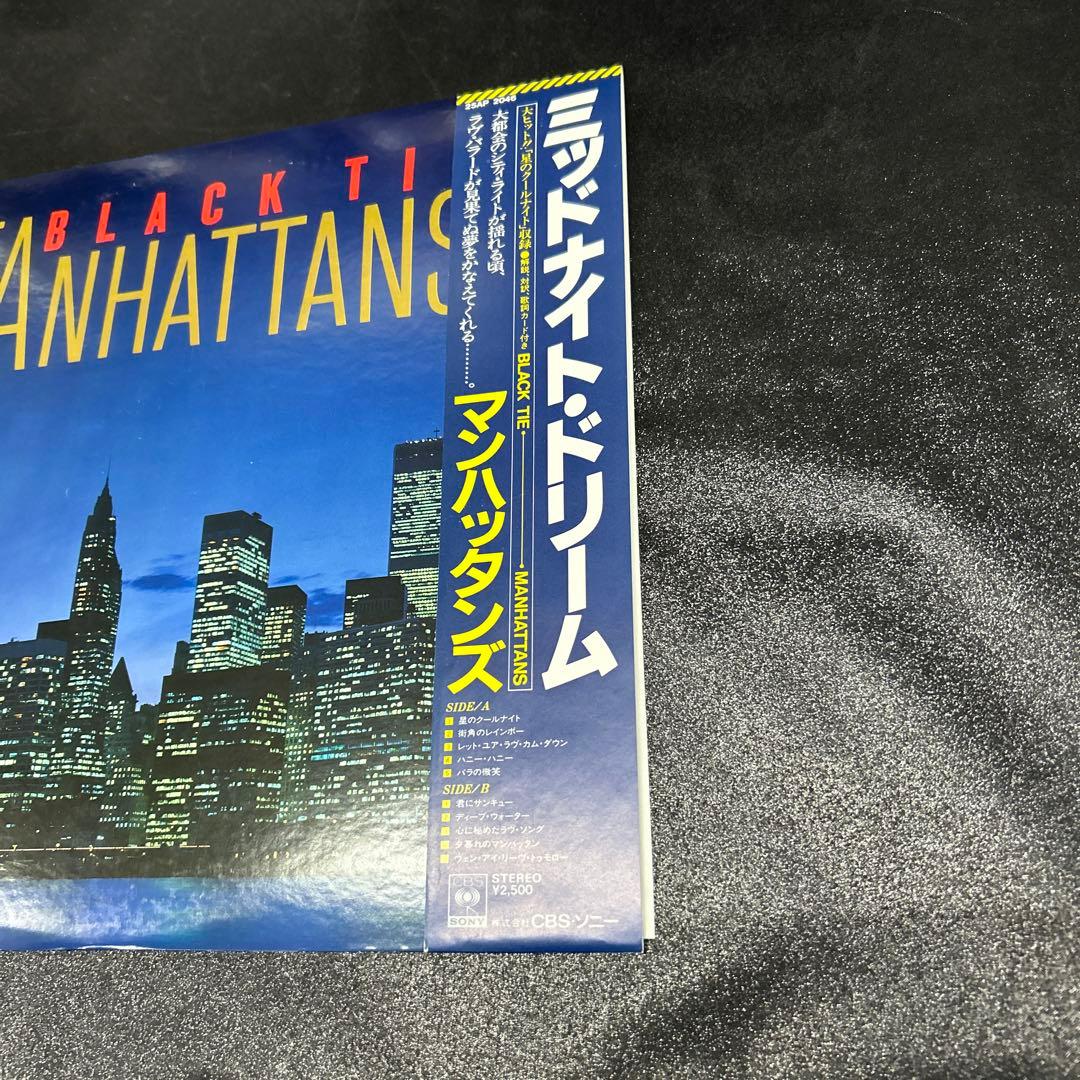 BLACK TI
ANHATTANS
25AP 2046
ミッドナイト・ドリーム
大ヒット!!「星のクールナイト」収録●解説、対訳、歌詞カード付き
BLACK TIE・
・MANHATTANS
大都会のシティ・ライトが揺れる頃、
ラヴ・バラードが見果てぬ夢をかなえてくれる………。
マンハッタンズ
SIDE/A
1 星のクールナイト
2 街角のレインボー
3 レット・ユア・ラヴ・カム・ダウン
4 ハニー・ハニー
5 バラの微笑
SIDE/B
1 君にサンキュー
2 ディープ・ウォーター
心に秘めたラヴ・ソング
夕暮れのマンハッタン
ウェン・アイ・リーヴ・トゥモロー
CBS
SONY
STEREO
¥2,500
株式会社CBS・ソニー